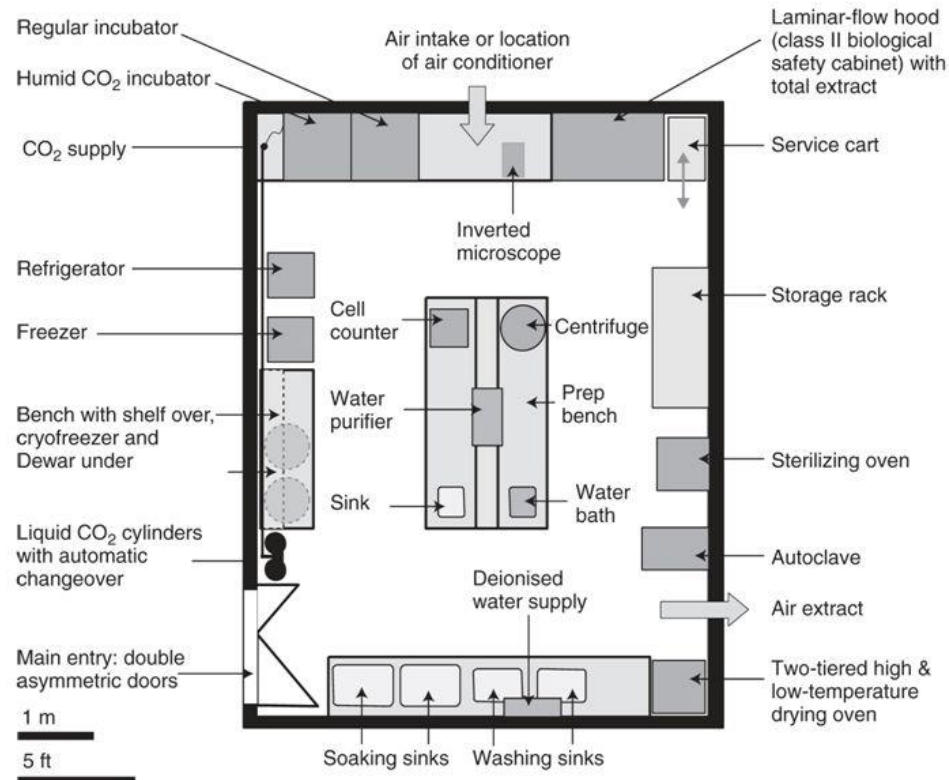 Regular incubator
Humid CO₂ incubator
CO₂ supply
Air intake or location
of air conditioner
Laminar-flow hood
(class II biological
safety cabinet) with
total extract
Service cart
Inverted
microscope
Refrigerator
Freezer
Cell
counter
Centrifuge
Storage rack
Bench with shelf over,
cryofreezer and
Dewar under
Water
purifier
Prep
bench
Sterilizing oven
Sink
Water
bath
Liquid CO₂ cylinders
with automatic
changeover
Autoclave
Deionised
water supply
Air extract
Main entry: double
asymmetric doors
Two-tiered high &
low-temperature
drying oven
1 m
5 ft
Soaking sinks
Washing sinks